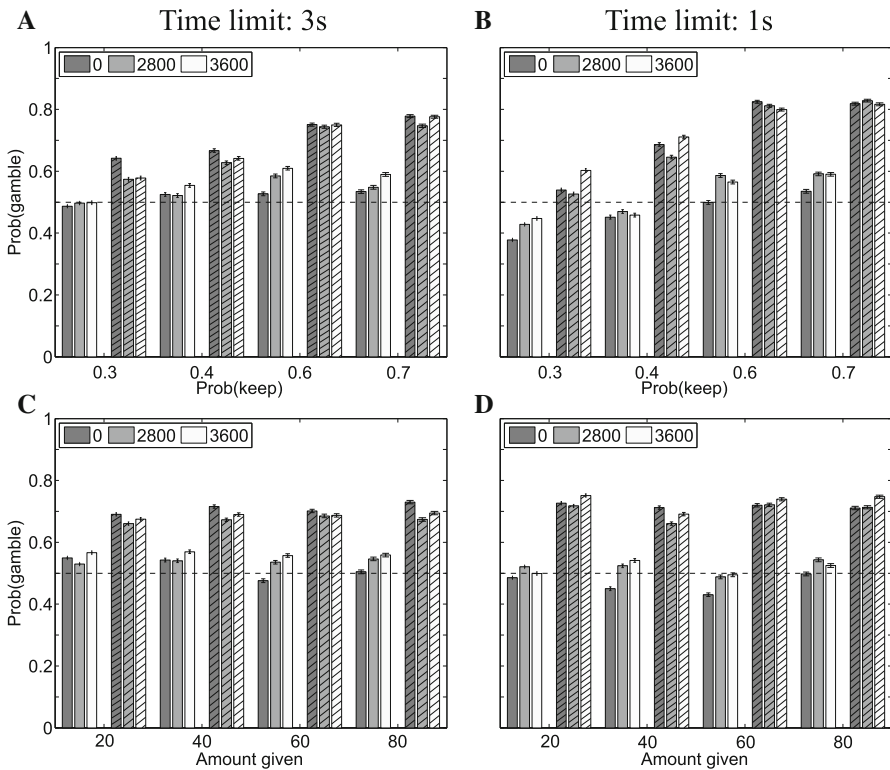 A Time limit: 3s
B Time limit: 1s
1
0 2800 3600
0.8
0.6
0.4
0.2
0
Prob(gamble)
0.3 0.4 0.6 0.7
Prob(keep)
0 2800 3600
0.3 0.4 0.6 0.7
Prob(keep)
C
D
1
0 2800 3600
0.8
0.6
0.4
0.2
0
Prob(gamble)
20 40 60 80
Amount given
0 2800 3600
20 40 60 80
Amount given